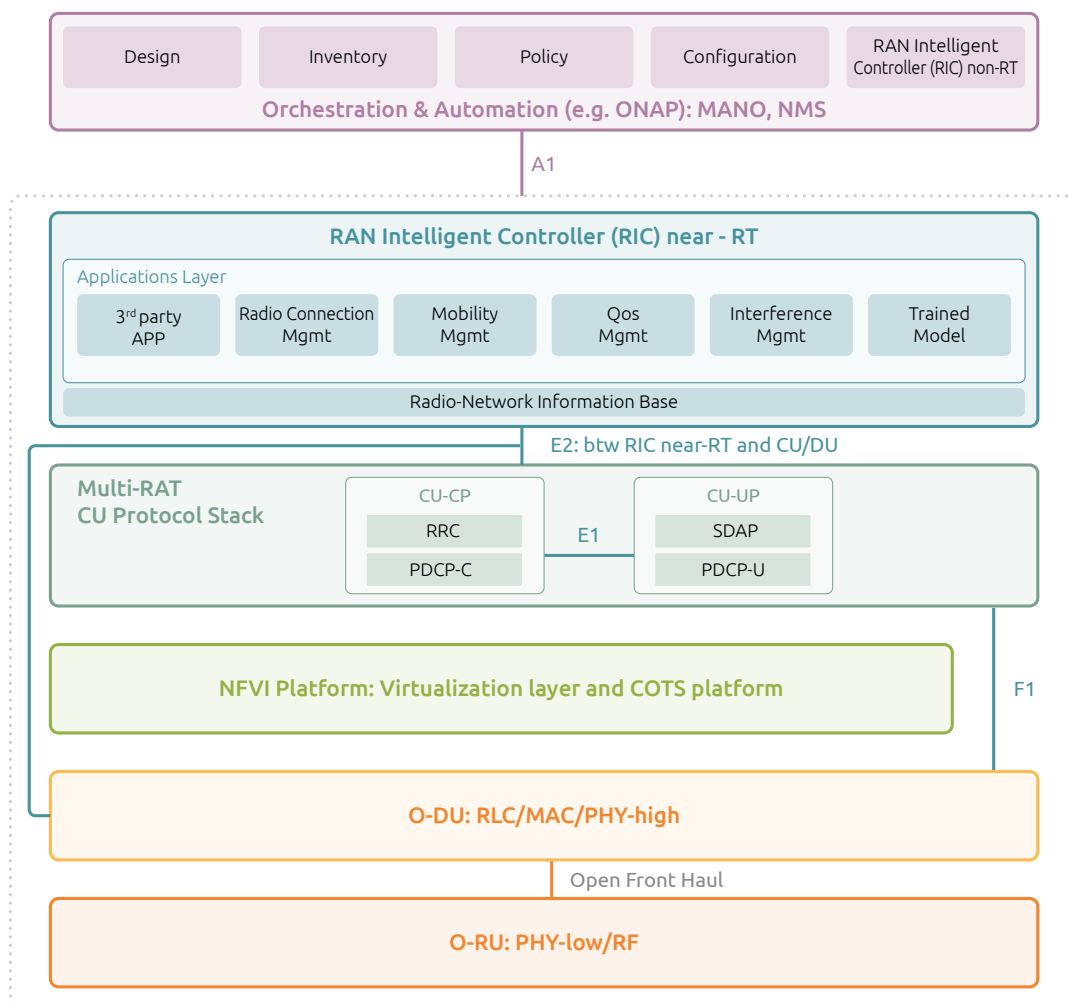 Design
Inventory
Policy
Configuration
RAN Intelligent
Controller (RIC) non-RT
Orchestration & Automation (e.g. ONAP): MANO, NMS
A1
RAN Intelligent Controller (RIC) near - RT
Applications Layer
3rd party
APP
Radio Connection
Mgmt
Mobility
Mgmt
Qos
Mgmt
Interference
Mgmt
Trained
Model
Radio-Network Information Base
E2: btw RIC near-RT and CU/DU
Multi-RAT
CU Protocol Stack
CU-CP
RRC
PDCP-C
E1
CU-UP
SDAP
PDCP-U
NFVI Platform: Virtualization layer and COTS platform
F1
O-DU: RLC/MAC/PHY-high
Open Front Haul
O-RU: PHY-low/RF